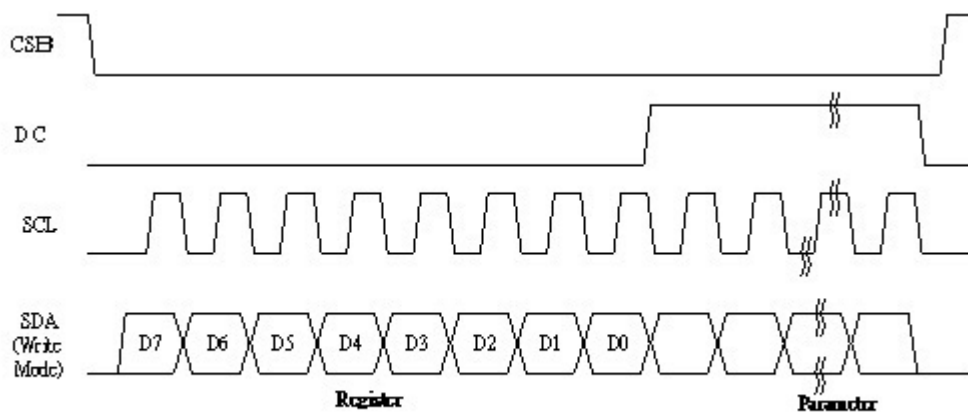 CSB
DC
SCL
SDA
(Write
Mode)
D7 D6 D5 D4 D3 D2 D1 D0
Register Parameter